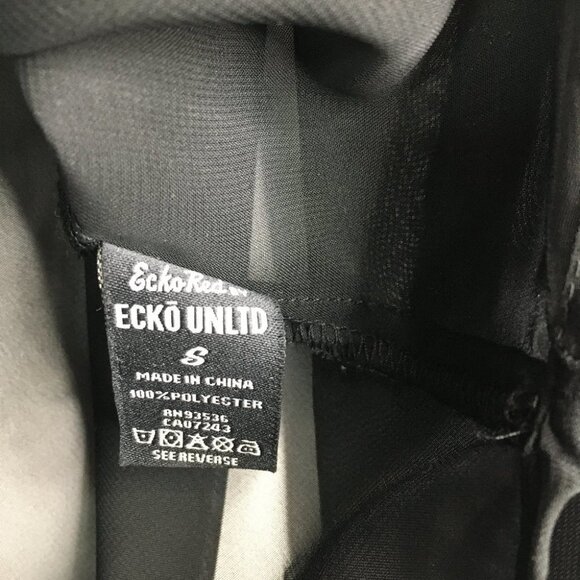 Ecko Red
ECKŌ UNLTD
S
MADE IN CHINA
100% POLYESTER
RN93536
CA07243
SEE REVERSE